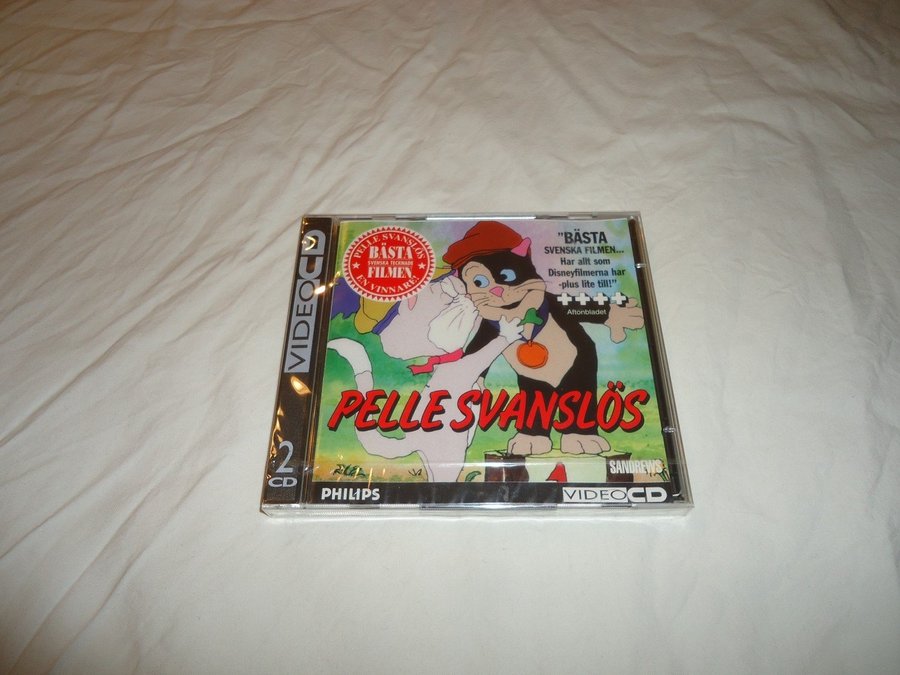 VIDEO CD
2
CD
PELLE SVANSLÖS
BÄSTA
SVENSKA TECKNADE
FILMEN
EN VINNARE!
"BÄSTA
SVENSKA FILMEN...
Har allt som
Disneyfilmerna har
-plus lite till!"
++++
Aftonbladet
PELLE SVANSLÖS
SANDREWS
PHILIPS
VIDEO CD